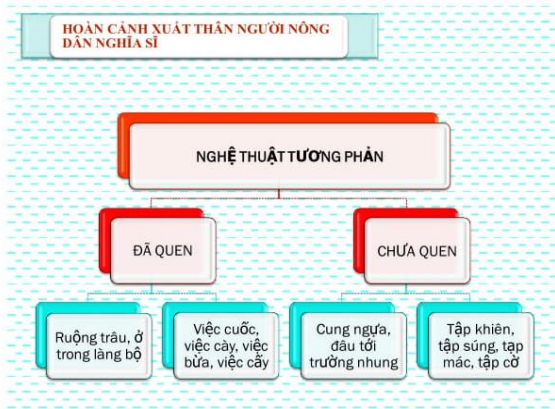 HOÀN CẢNH XUẤT THÂN NGƯỜI NÔNG
DÂN NGHĨA SĨ
NGHỆ THUẬT TƯƠNG PHẢN
ĐÃ QUEN
CHƯA QUEN
Ruộng trâu, ở
trong làng bộ
Việc cuốc,
việc cày, việc
bừa, việc cấy
Cung ngựa,
đâu tới
trường nhung
Tập khiên,
tập súng, tạp
mác, tập cờ